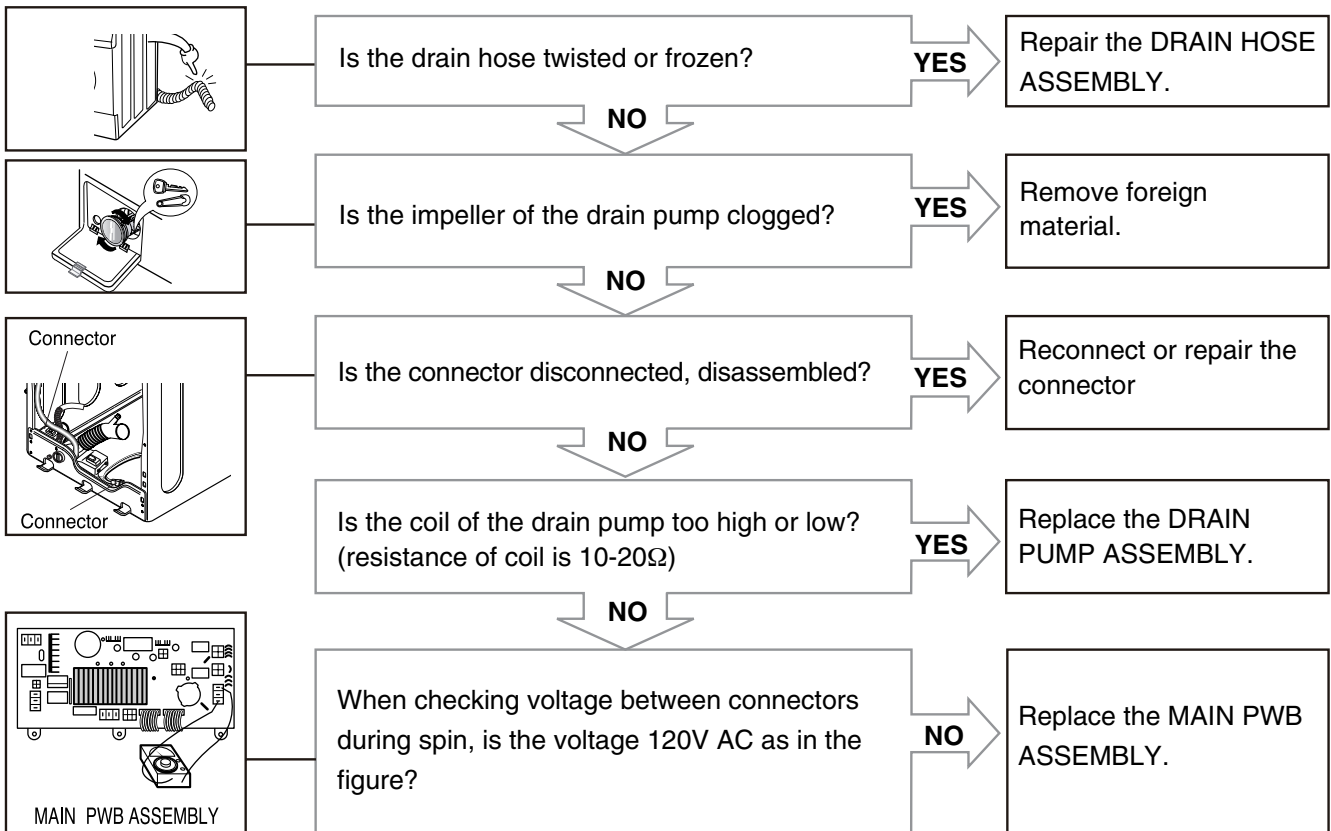 Is the drain hose twisted or frozen?
YES
Repair the DRAIN HOSE
ASSEMBLY.
NO
Is the impeller of the drain pump clogged?
YES
Remove foreign
material.
NO
Connector
Connector
Is the connector disconnected, disassembled?
YES
Reconnect or repair the
connector
NO
Is the coil of the drain pump too high or low?
(resistance of coil is 10-20Ω)
YES
Replace the DRAIN
PUMP ASSEMBLY.
NO
MAIN PWB ASSEMBLY
When checking voltage between connectors
during spin, is the voltage 120V AC as in the
figure?
NO
Replace the MAIN PWB
ASSEMBLY.